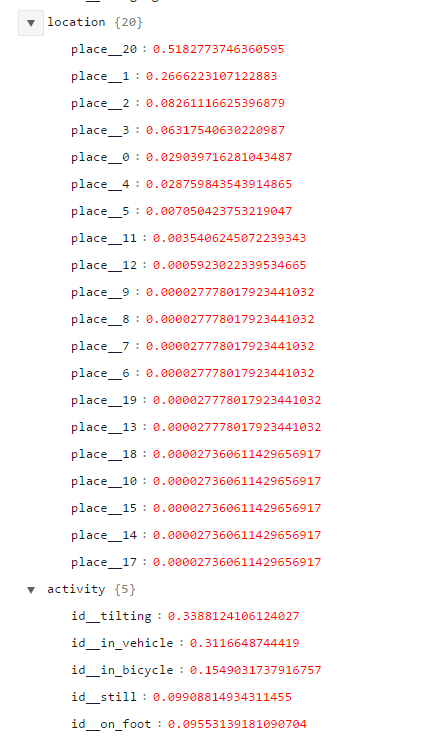 ▼ location {20}
place__20 : 0.5182773746360595
place__1 : 0.2666223107122883
place__2 : 0.08261116625396879
place__3 : 0.06317540630220987
place__0 : 0.029039716281043487
place__4 : 0.028759843543914865
place__5 : 0.007050423753219047
place__11 : 0.0035406245072239343
place__12 : 0.0005923022339534665
place__9 : 0.000027778017923441032
place__8 : 0.000027778017923441032
place__7 : 0.000027778017923441032
place__6 : 0.000027778017923441032
place__19 : 0.000027778017923441032
place__13 : 0.000027778017923441032
place__18 : 0.000027360611429656917
place__10 : 0.000027360611429656917
place__15 : 0.000027360611429656917
place__14 : 0.000027360611429656917
place__17 : 0.000027360611429656917
▼ activity {5}
id__tilting : 0.3388124106124027
id__in_vehicle : 0.3116648744419
id__in_bicycle : 0.1549031737916757
id__still : 0.09908814934311455
id__on_foot : 0.09553139181090704